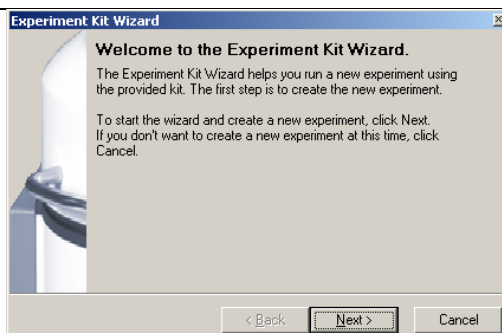 Experiment Kit Wizard
Welcome to the Experiment Kit Wizard.
The Experiment Kit Wizard helps you run a new experiment using
the provided kit. The first step is to create the new experiment.
To start the wizard and create a new experiment, click Next.
If you don't want to create a new experiment at this time, click
Cancel.
< Back Next > Cancel